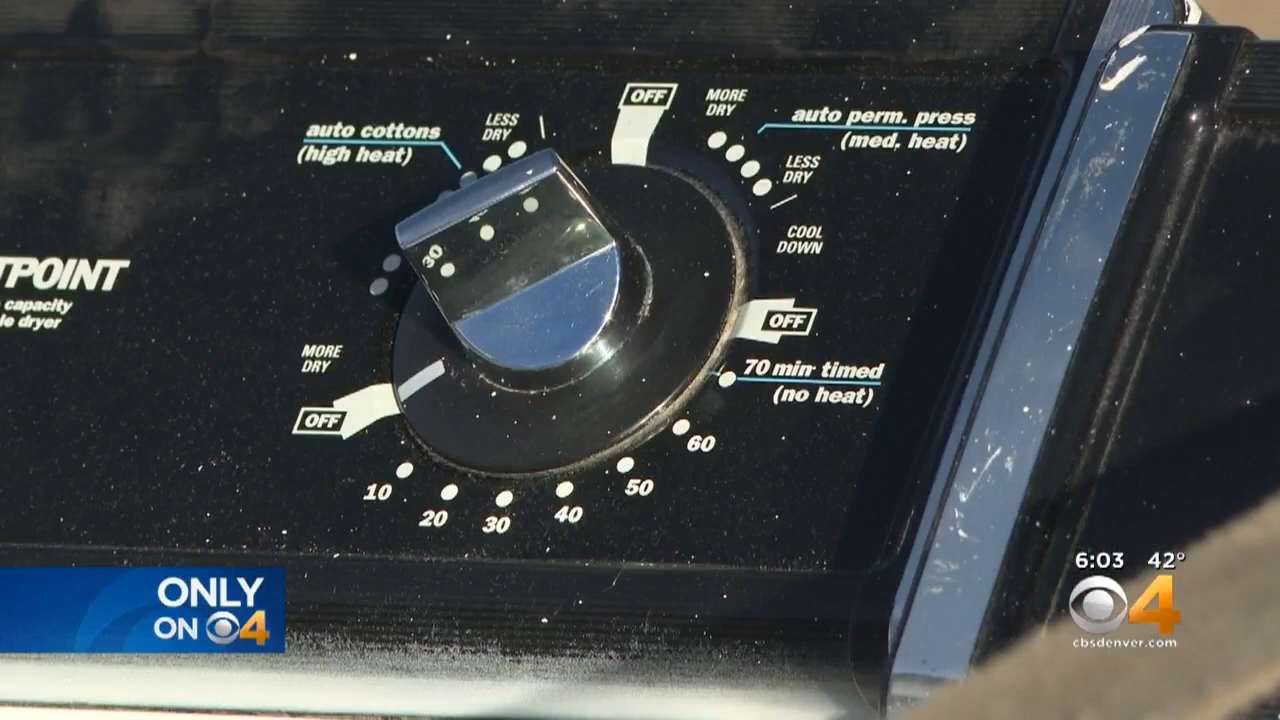 OFF
MORE
DRY
auto perm. press
(med. heat)
LESS
DRY
auto cottons
(high heat)
LESS
DRY
COOL
DOWN
TPOINT
capacity
le dryer
30
OFF
MORE
DRY
70 min timed
(no heat)
OFF
10
20
30
40
50
60
6:03 42°
4
cbsdenver.com
ONLY
ON 4